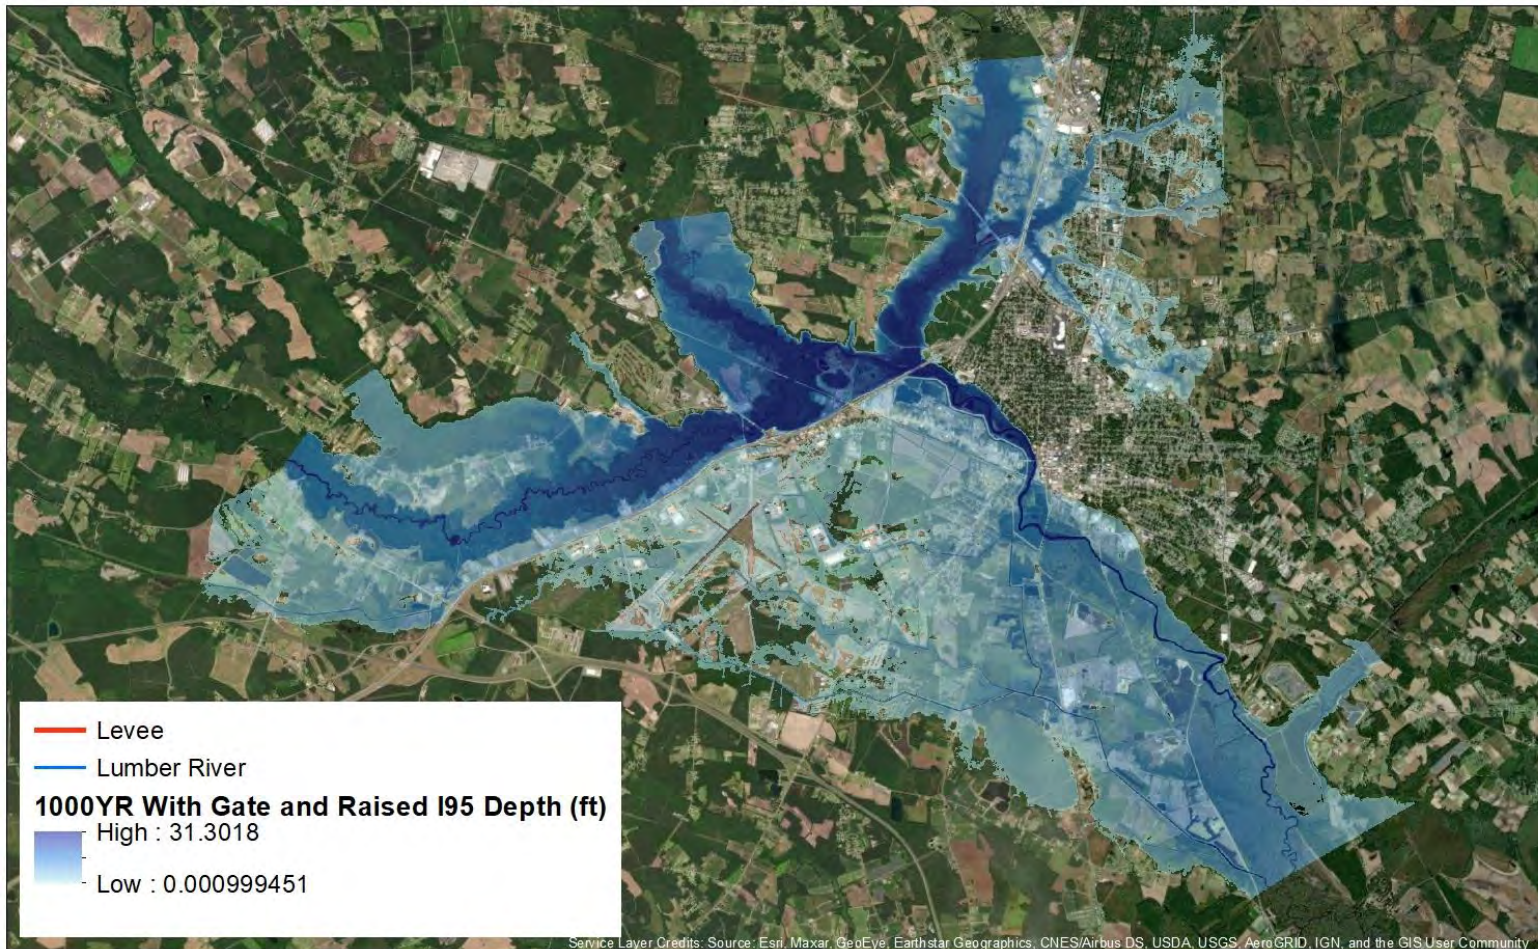 Levee
Lumber River
1000YR With Gate and Raised I95 Depth (ft)
High : 31.3018
Low : 0.000999451
Service Layer Credits: Source: Esri, Maxar, GeoEye, Earthstar Geographics, CNES/Airbus DS, USDA, USGS, AeroGRID, IGN, and the GIS User Community